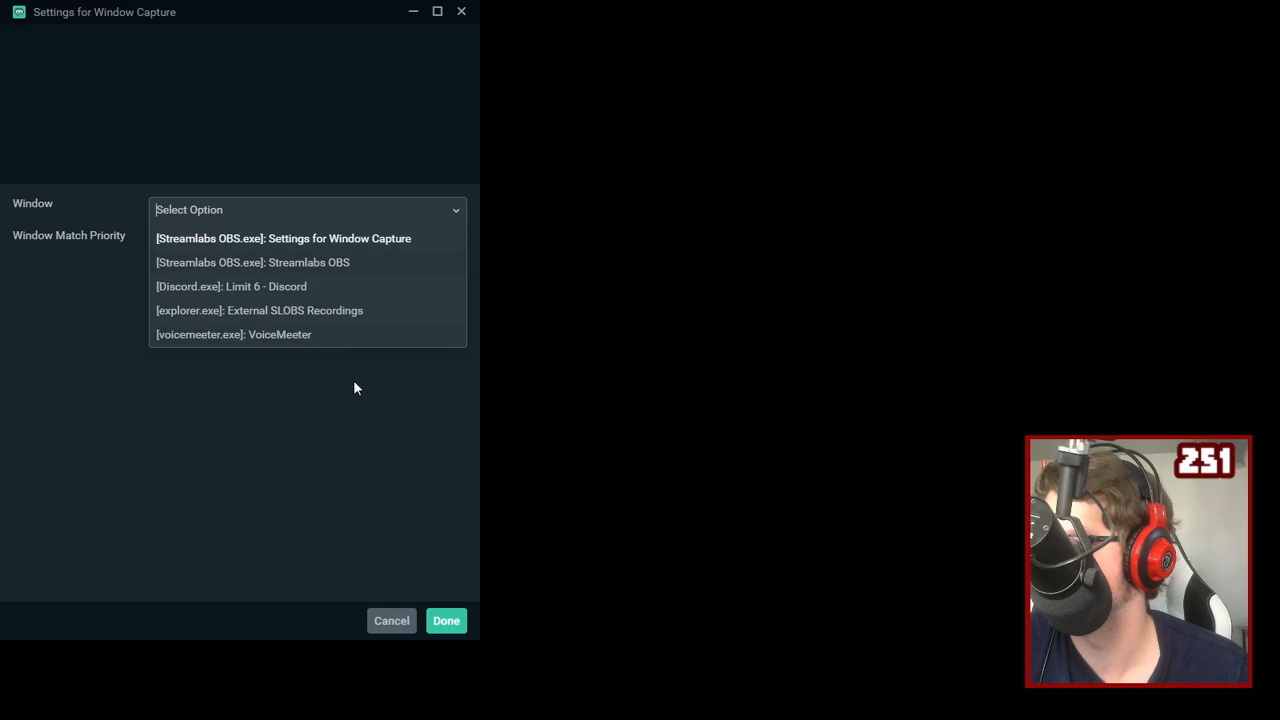 Settings for Window Capture
Window
Select Option
Window Match Priority
[Streamlabs OBS.exe]: Settings for Window Capture
[Streamlabs OBS.exe]: Streamlabs OBS
[Discord.exe]: Limit 6 - Discord
[explorer.exe]: External SLOBS Recordings
[voicemeeter.exe]: VoiceMeeter
Cancel
Done
251